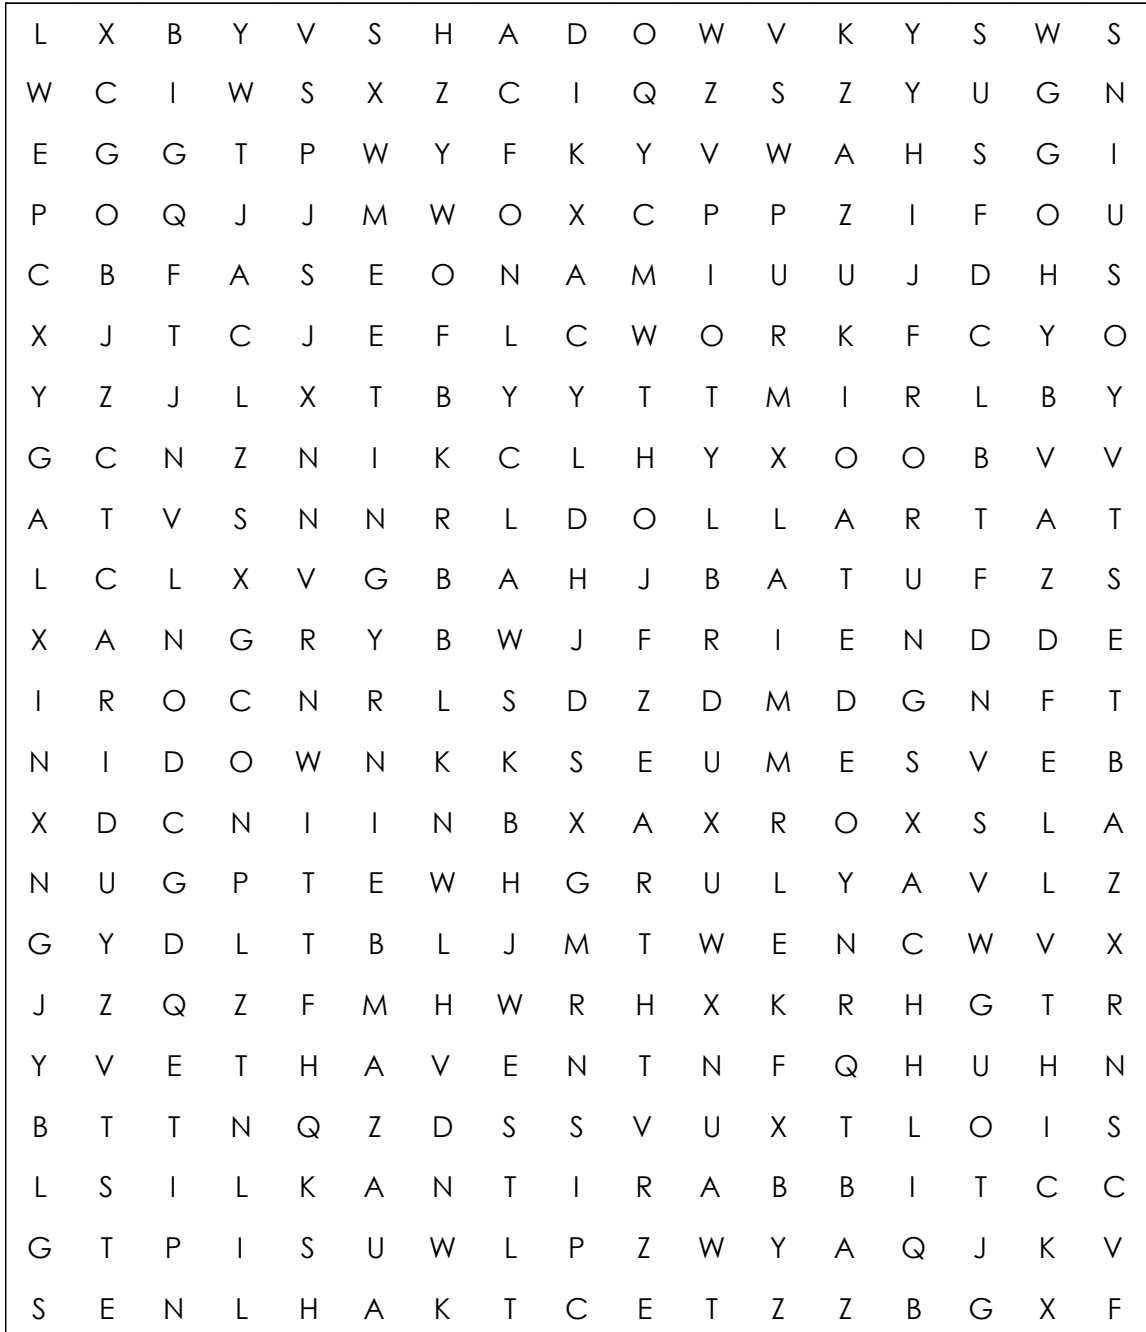 L X B Y V S H A D O W V K Y S W S
W C I W S X Z C I Q Z S Z Y U G N
E G G T P W Y F K Y V W A H S G I
P O Q J J M W O X C P P Z I F O U
C B F A S E O N A M I U U J D H S
X J T C J E F L C W O R K F C Y O
Y Z J L X T B Y Y T T M I R L B Y
G C N Z N I K C L H Y X O O B V V
A T V S N N R L D O L L A R T A T
L C L X V G B A H J B A T U F Z S
X A N G R Y B W J F R I E N D D E
I R O C N R L S D Z D M D G N F T
N I D O W N K K S E U M E S V E B
X D C N I I N B X A X R O X S L A
N U G P T E W H G R U L Y A V L Z
G Y D L T B L J M T W E N C W V X
J Z Q Z F M H W R H X K R H G T R
Y V E T H A V E N T N F Q H U H N
B T T N Q Z D S S V U X T L O I S
L S I L K A N T I R A B B I T C C
G T P I S U W L P Z W Y A Q J K V
S E N L H A K T C E T Z Z B G X F